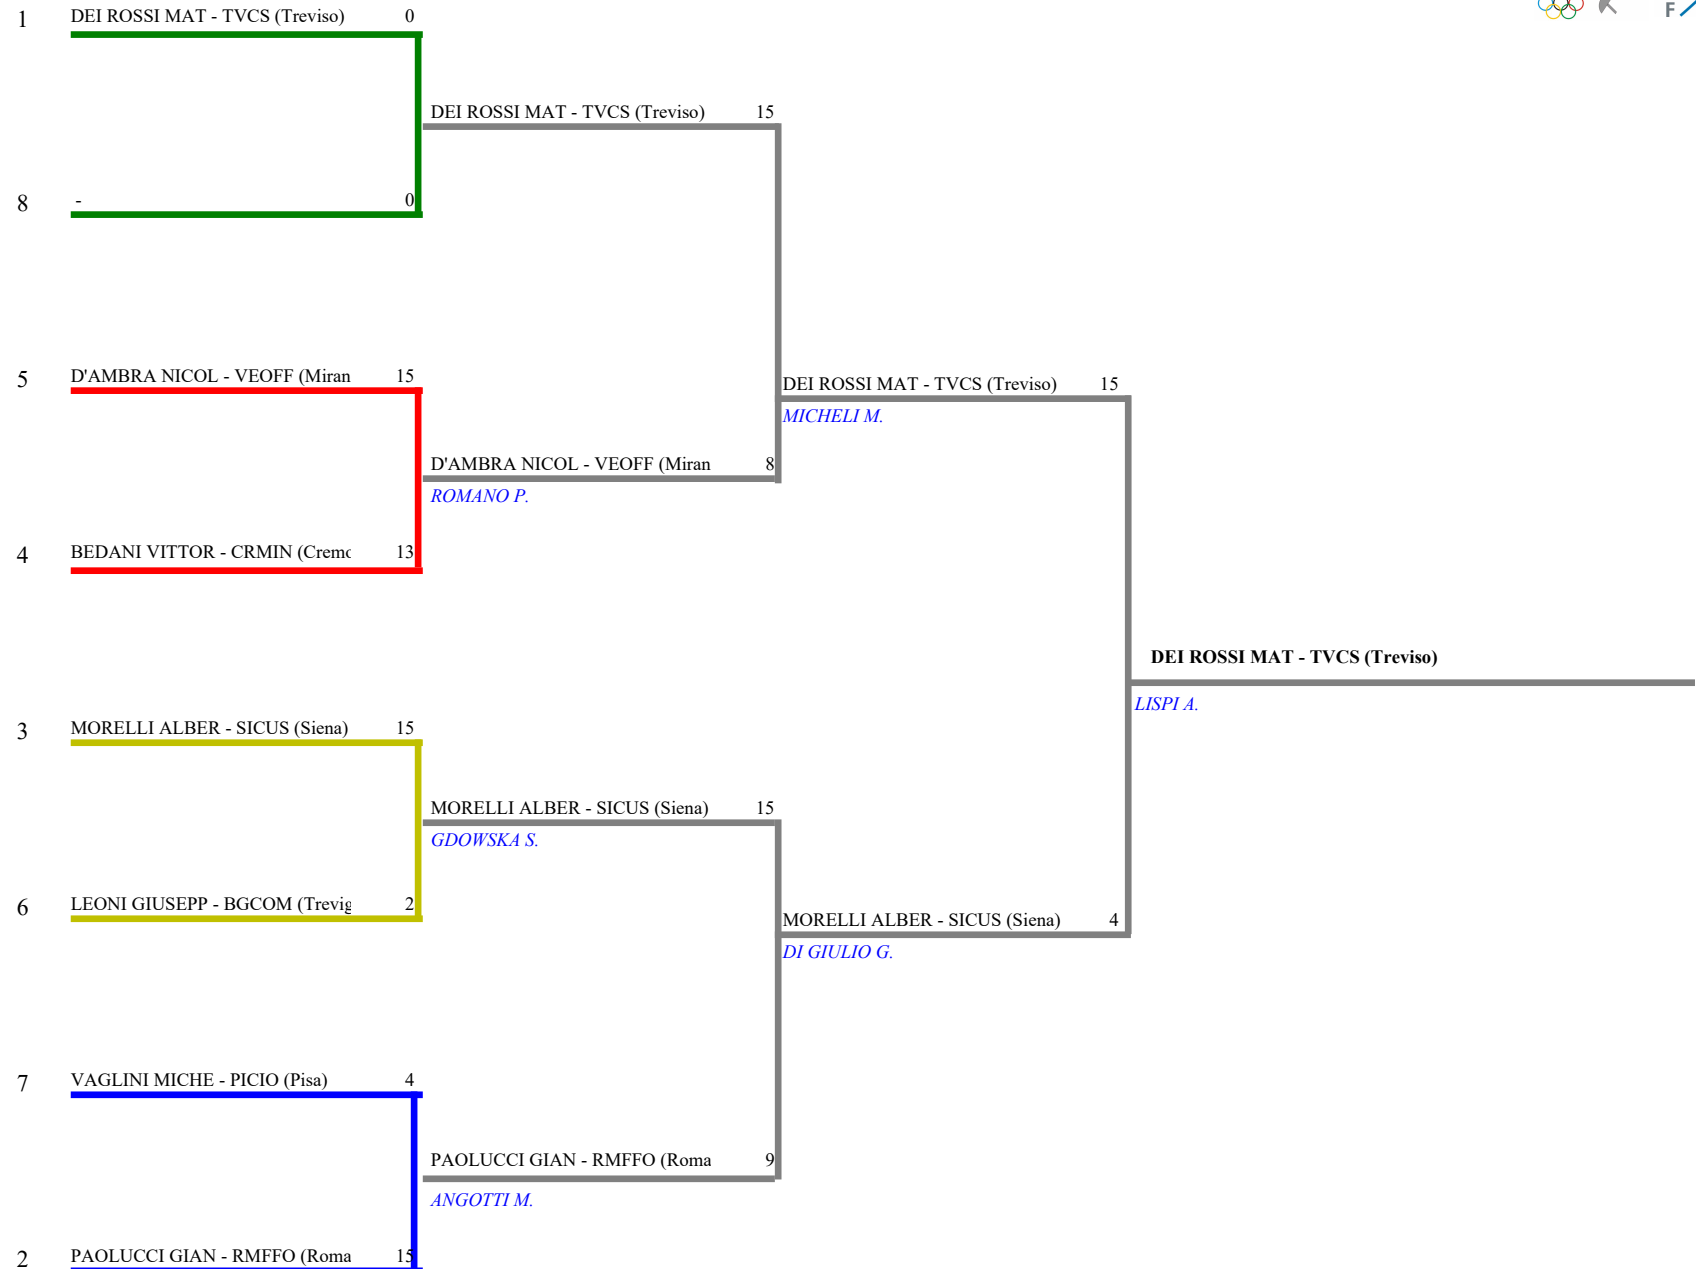 1 DEI ROSSI MAT - TVCS (Treviso) 0
F
DEI ROSSI MAT - TVCS (Treviso) 15
8 - 0
5 D'AMBRA NICOL - VEOFF (Miran 15
DEI ROSSI MAT - TVCS (Treviso) 15
MICHELI M.
D'AMBRA NICOL - VEOFF (Miran 8
ROMANO P.
4 BEDANI VITTOR - CRMIN (Cremo 13
DEI ROSSI MAT - TVCS (Treviso)
LISPI A.
3 MORELLI ALBER - SICUS (Siena) 15
MORELLI ALBER - SICUS (Siena) 15
GDOWSKA S.
6 LEONI GIUSEPP - BGCOM (Trevig 2
MORELLI ALBER - SICUS (Siena) 4
DI GIULIO G.
7 VAGLINI MICHE - PICIO (Pisa) 4
PAOLUCCI GIAN - RMFFO (Roma 9
ANGOTTI M.
2 PAOLUCCI GIAN - RMFFO (Roma 15